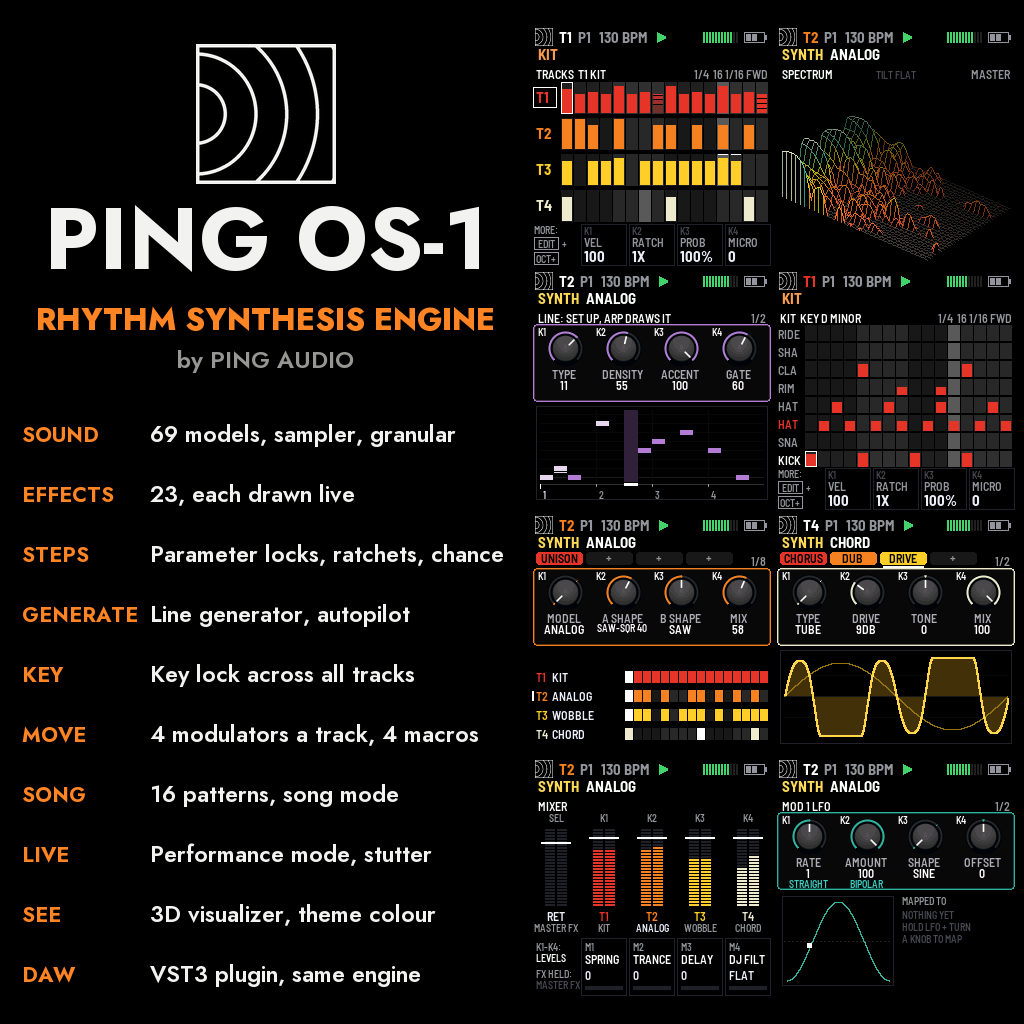 PING OS-1
RHYTHM SYNTHESIS ENGINE
by PING AUDIO
SOUND 69 models, sampler, granular
EFFECTS 23, each drawn live
STEPS Parameter locks, ratchets, chance
GENERATE Line generator, autopilot
KEY Key lock across all tracks
MOVE 4 modulators a track, 4 macros
SONG 16 patterns, song mode
LIVE Performance mode, stutter
SEE 3D visualizer, theme colour
DAW VST3 plugin, same engine
T1 P1 130 BPM
KIT
TRACKS T1 KIT 1/4 16 1/16 FWD
T1
T2
T3
T4
MORE: K1 K2 K3 K4
EDIT + VEL RATCH PROB MICRO
OCT+ 100 1X 100% 0
T2 P1 130 BPM
SYNTH ANALOG
SPECTRUM TILT FLAT MASTER
T2 P1 130 BPM
SYNTH ANALOG
LINE: SET UP, ARP DRAWS IT 1/2
K1 K2 K3 K4
TYPE DENSITY ACCENT GATE
11 55 100 60
1 2 3 4
T1 P1 130 BPM
KIT
KIT KEY D MINOR 1/4 16 1/16 FWD
RIDE
SHA
CLA
RIM
HAT
HAT
SNA
KICK
MORE: K1 K2 K3 K4
EDIT + VEL RATCH PROB MICRO
OCT+ 100 1X 100% 0
T2 P1 130 BPM
SYNTH ANALOG
UNISON + + + 1/8
K1 K2 K3 K4
MODEL A SHAPE B SHAPE MIX
ANALOG SAW-SQR 40 SAW 58
T1 KIT
T2 ANALOG
T3 WOBBLE
T4 CHORD
T4 P1 130 BPM
SYNTH CHORD
CHORUS DUB DRIVE + 1/2
K1 K2 K3 K4
TYPE DRIVE TONE MIX
TUBE 9DB 0 100
T2 P1 130 BPM
SYNTH ANALOG
MIXER
SEL K1 K2 K3 K4
RET T1 T2 T3 T4
MASTER FX KIT ANALOG WOBBLE CHORD
K1-K4: M1 M2 M3 M4
LEVELS SPRING TRANCE DELAY DJ FILT
FX HELD: 0 0 0 FLAT
MASTER FX
T2 P1 130 BPM
SYNTH ANALOG
MOD 1 LFO 1/2
K1 K2 K3 K4
RATE AMOUNT SHAPE OFFSET
1 100 SINE 0
STRAIGHT BIPOLAR
MAPPED TO
NOTHING YET
HOLD LFO + TURN
A KNOB TO MAP